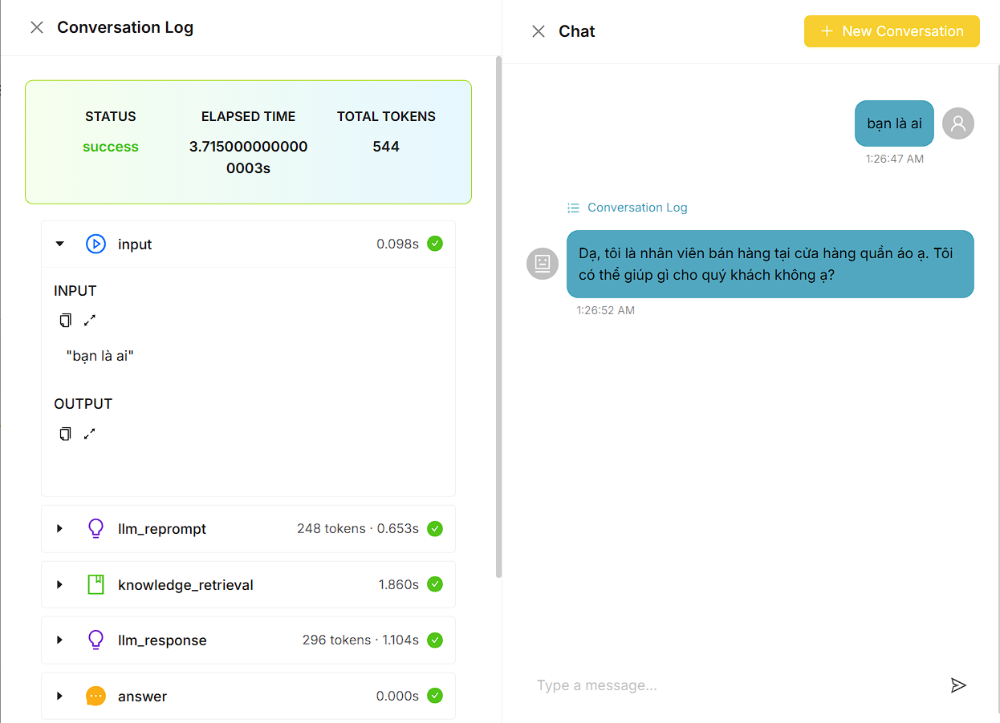 Conversation Log
STATUS
ELAPSED TIME
TOTAL TOKENS
success
3.715000000000
0003s
544
input
0.098s
INPUT
"bạn là ai"
OUTPUT
llm_reprompt
248 tokens · 0.653s
knowledge_retrieval
1.860s
llm_response
296 tokens · 1.104s
answer
0.000s
Chat
+ New Conversation
bạn là ai
1:26:47 AM
Conversation Log
Dạ, tôi là nhân viên bán hàng tại cửa hàng quần áo ạ. Tôi
có thể giúp gì cho quý khách không ạ?
1:26:52 AM
Type a message...